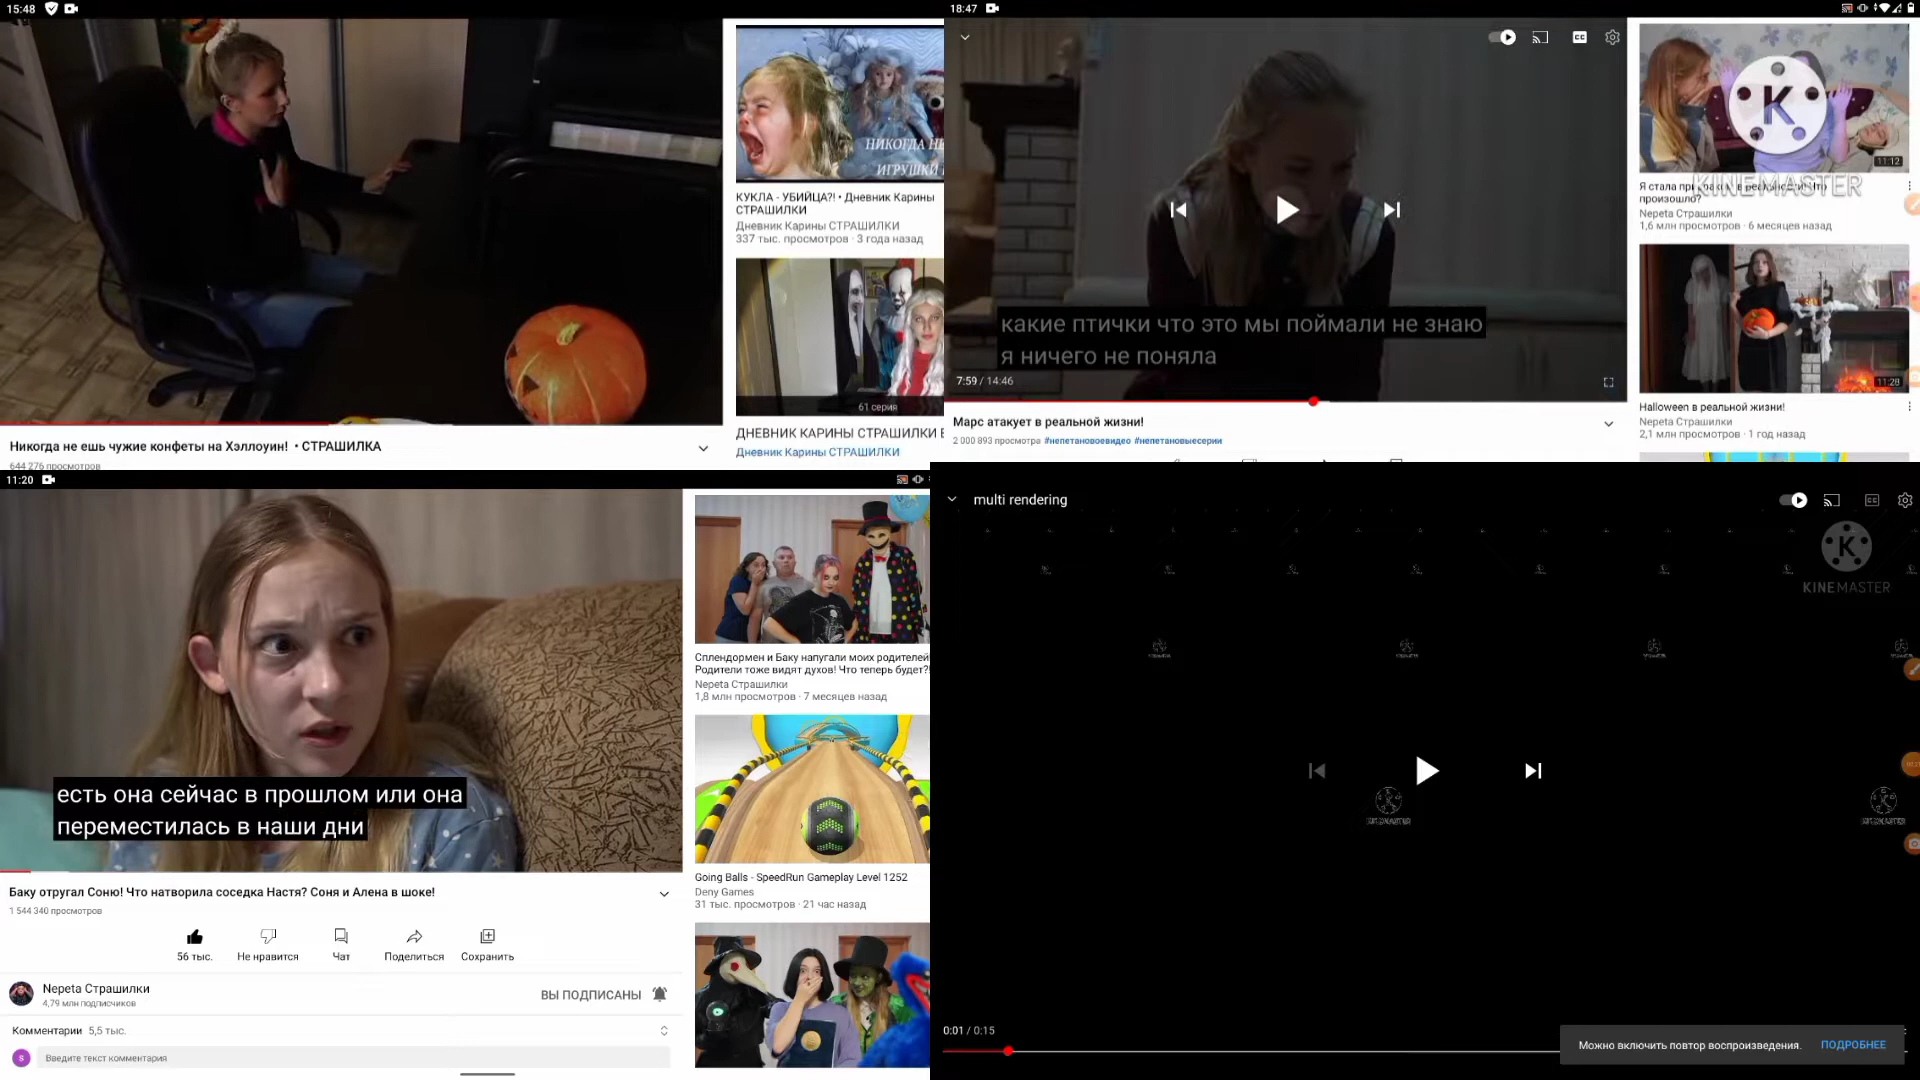 15:48
НИКОГДА НЕ
ИГРУШКИ
КУКЛА - УБИЙЦА?! • Дневник Карины
СТРАШИЛКИ
Дневник Карины СТРАШИЛКИ
337 тыс. просмотров · 3 года назад
61 серия
ДНЕВНИК КАРИНЫ СТРАШИЛКИ
Дневник Карины СТРАШИЛКИ
Никогда не ешь чужие конфеты на Хэллоуин! • СТРАШИЛКА
644 276 просмотров
18:47
CC
какие птички что это мы поймали не знаю
я ничего не поняла
7:59 / 14:46
Марс атакует в реальной жизни!
2 000 893 просмотра #непетановоевидео #непетановыесерии
K
KINEMASTER
11:12
Я стала призраком в реальности! Что
произошло?
Nepeta Страшилки
1,6 млн просмотров · 6 месяцев назад
11:28
Halloween в реальной жизни!
Nepeta Страшилки
2,1 млн просмотров · 1 год назад
11:20
есть она сейчас в прошлом или она
переместилась в наши дни
Баку отругал Соню! Что натворила соседка Настя? Соня и Алена в шоке!
1 544 340 просмотров
56 тыс.
Не нравится
Чат
Поделиться
Сохранить
Nepeta Страшилки
4,79 млн подписчиков
ВЫ ПОДПИСАНЫ
Комментарии 5,5 тыс.
S
Введите текст комментария
Сплендормен и Баку напугали моих родителей!
Родители тоже видят духов! Что теперь будет?!
Nepeta Страшилки
1,8 млн просмотров · 7 месяцев назад
Going Balls - SpeedRun Gameplay Level 1252
Deny Games
31 тыс. просмотров · 21 час назад
multi rendering
CC
K
KINEMASTER
KINEMASTER
KINEMASTER
0:01 / 0:15
Можно включить повтор воспроизведения.
ПОДРОБНЕЕ